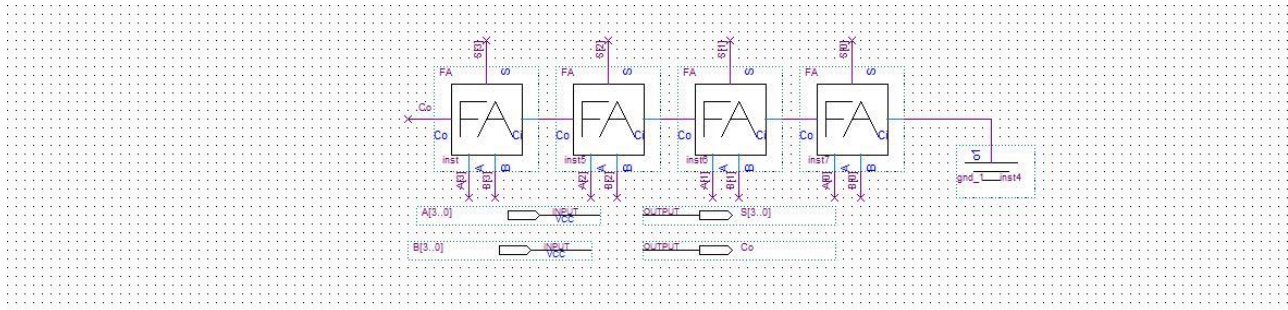 S[3] S[2] S[1] S[0]
FA S FA S FA S FA S
Co
FA FA FA FA
Co Ci Co Ci Co Ci Co Ci
inst A B inst5 A B inst6 A B inst7 A B
o1
gnd_1 inst4
A[3] B[3] A[2] B[2] A[1] B[1] A[0] B[0]
A[3..0] INPUT VCC OUTPUT S[3..0]
B[3..0] INPUT VCC OUTPUT Co